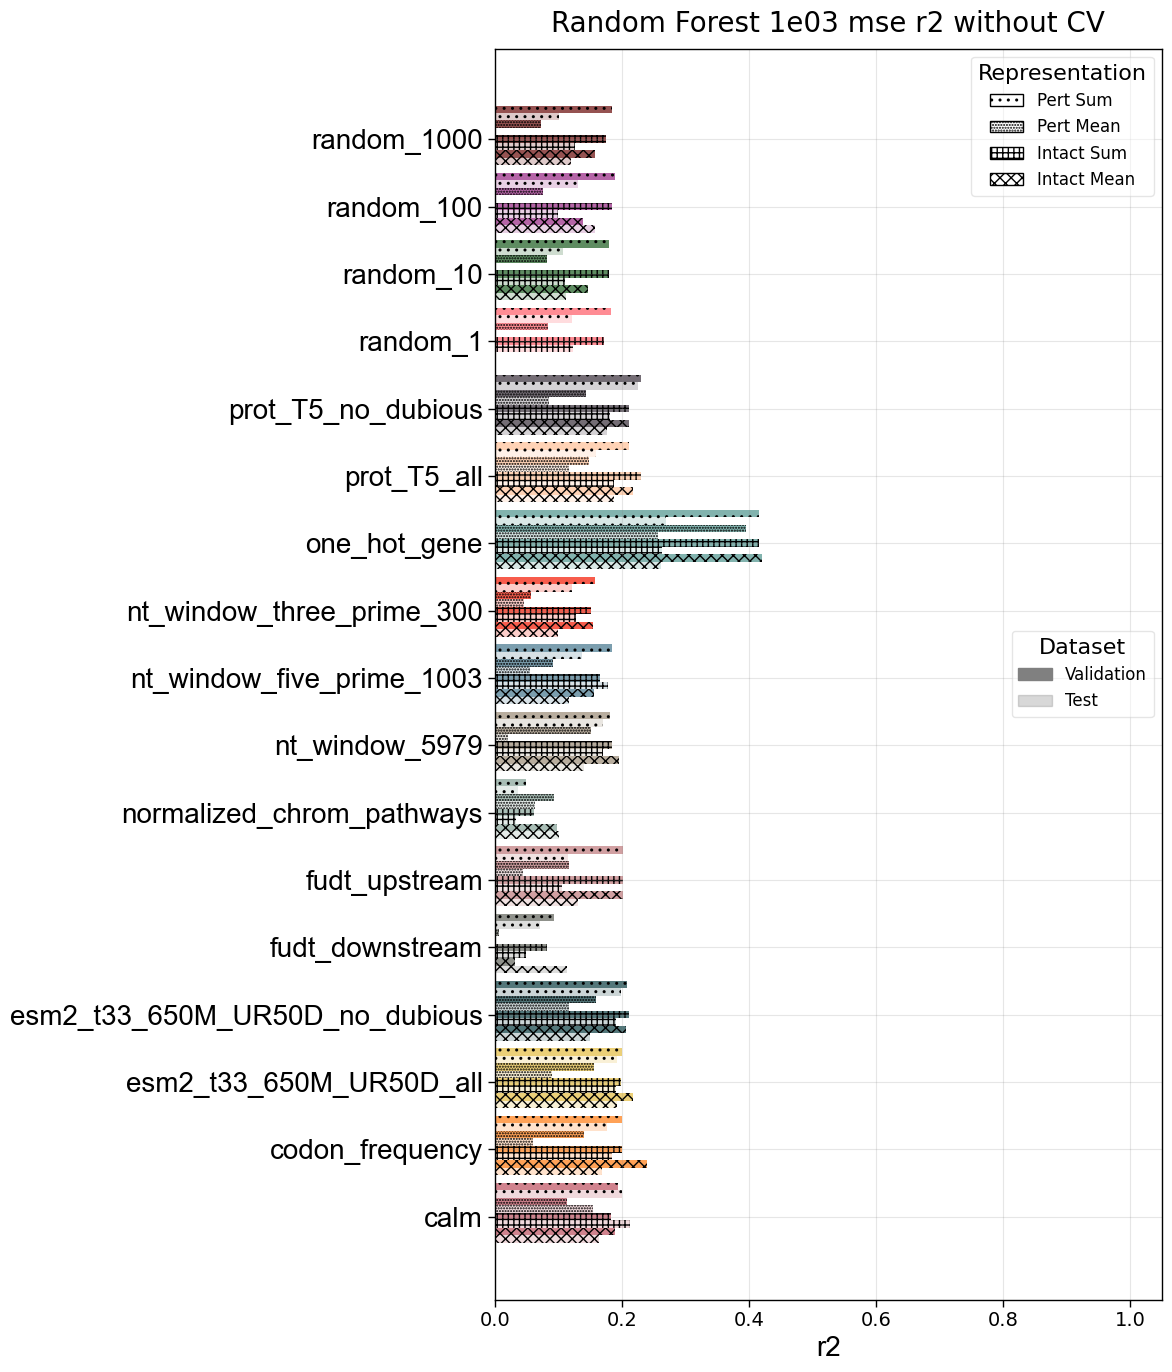 Random Forest 1e03 mse r2 without CV
Representation
Pert Sum
Pert Mean
Intact Sum
Intact Mean
random_1000
random_100
random_10
random_1
prot_T5_no_dubious
prot_T5_all
one_hot_gene
nt_window_three_prime_300
nt_window_five_prime_1003
nt_window_5979
normalized_chrom_pathways
fudt_upstream
fudt_downstream
esm2_t33_650M_UR50D_no_dubious
esm2_t33_650M_UR50D_all
codon_frequency
calm
Dataset
Validation
Test
0.0 0.2 0.4 0.6 0.8 1.0
r2